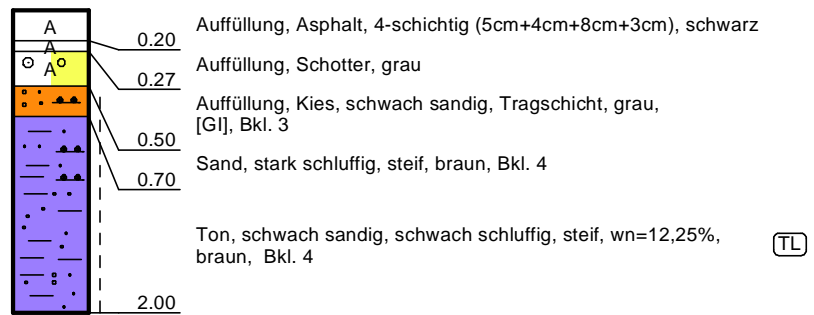 A
0.20
Auffüllung, Asphalt, 4-schichtig (5cm+4cm+8cm+3cm), schwarz
A
A
0.27
Auffüllung, Schotter, grau
0.50
Auffüllung, Kies, schwach sandig, Tragschicht, grau,
[GI], Bkl. 3
0.70
Sand, stark schluffig, steif, braun, Bkl. 4
2.00
Ton, schwach sandig, schwach schluffig, steif, wn=12,25%,
braun, Bkl. 4
TL